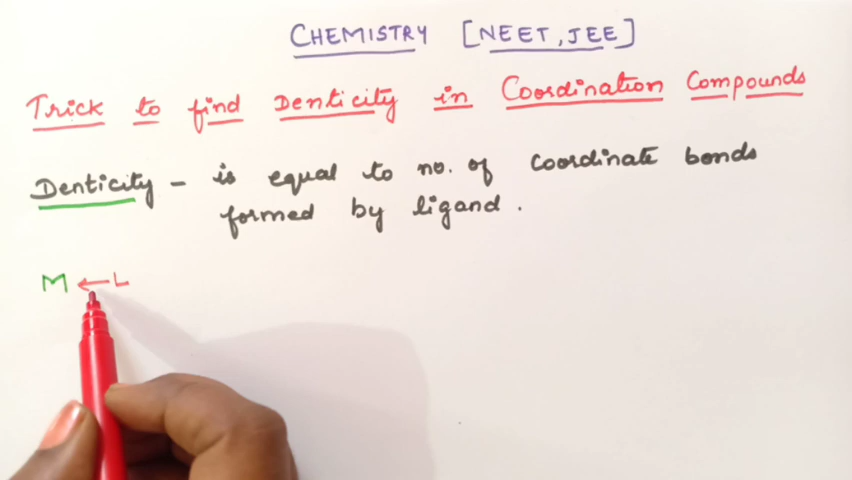 CHEMISTRY [NEET, JEE]
Trick to find Denticity in Coordination Compounds
Denticity - is equal to no. of coordinate bonds
formed by ligand.
M ← L